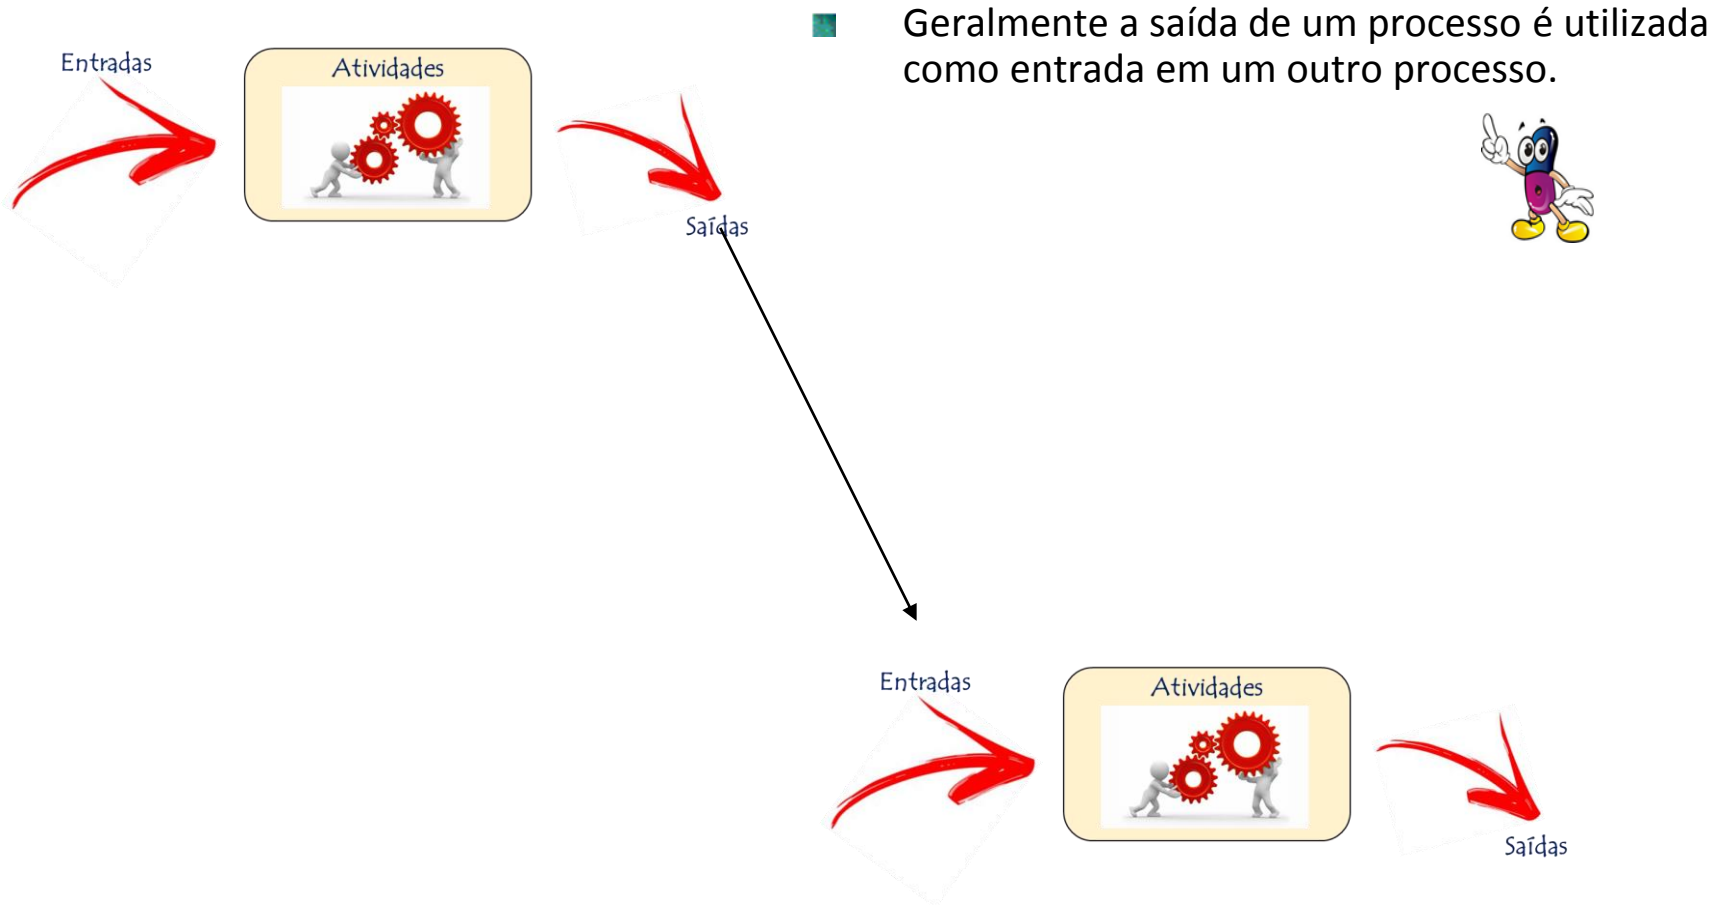 Geralmente a saída de um processo é utilizada
como entrada em um outro processo.
Entradas
Atividades
Saídas
Entradas
Atividades
Saídas